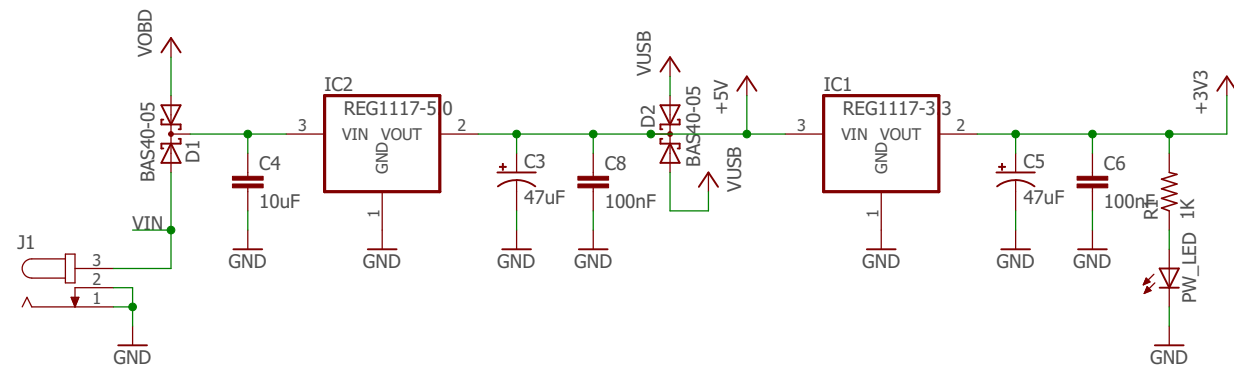 VOBD
BAS40-05
D1
VIN
J1
3
2
1
GND
C4
10uF
GND
IC2
REG1117-5.0
3
VIN VOUT
2
GND
1
GND
C3
47uF
GND
C8
100nF
GND
VUSB
D2
BAS40-05
VUSB
+5V
IC1
REG1117-3.3
3
VIN VOUT
2
GND
1
GND
C5
47uF
GND
C6
100nF
GND
+3V3
R1
1K
PW_LED
GND